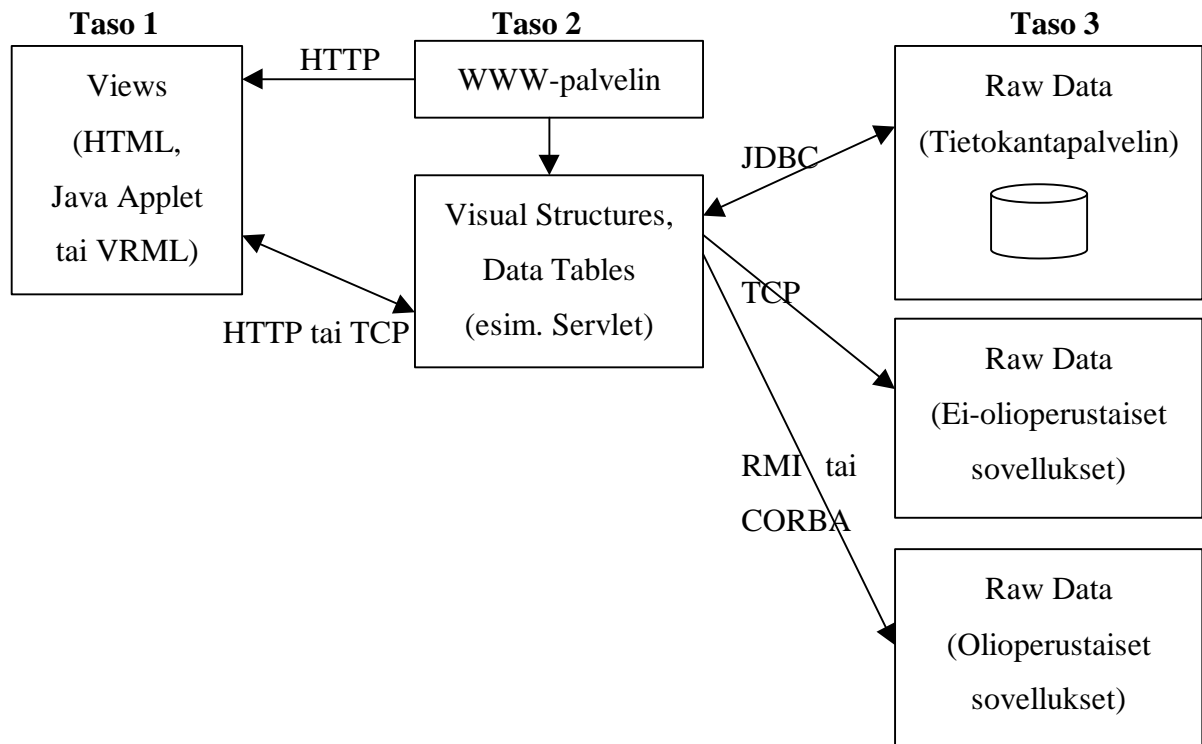 Taso 1
Taso 2
Taso 3
Views
(HTML,
Java Applet
tai VRML)
HTTP
WWW-palvelin
HTTP tai TCP
Visual Structures,
Data Tables
(esim. Servlet)
JDBC
TCP
RMI tai
CORBA
Raw Data
(Tietokantapalvelin)
Raw Data
(Ei-olioperustaiset
sovellukset)
Raw Data
(Olioperustaiset
sovellukset)